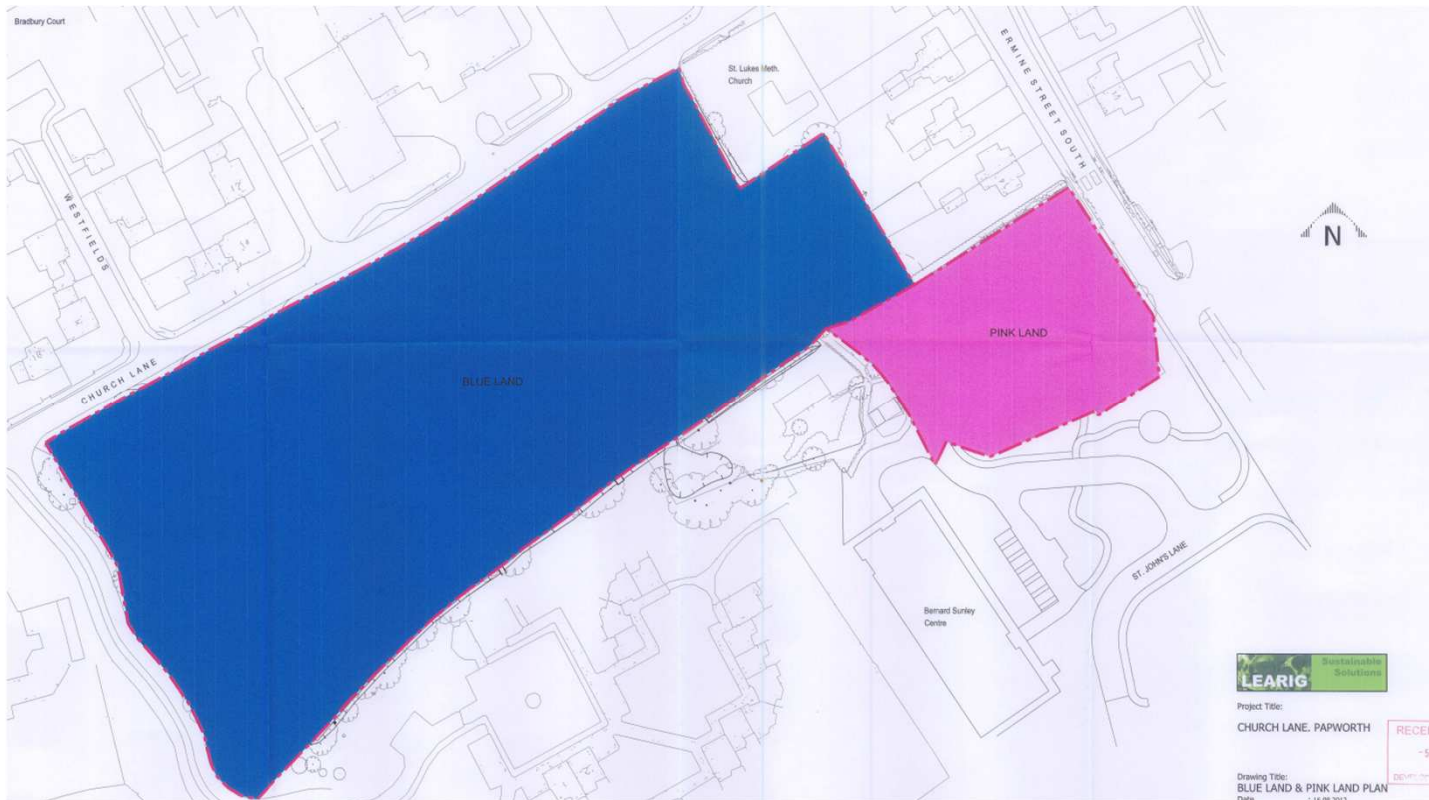 Bradbury Court
St. Lukes Meth.
Church
ERMINE STREET SOUTH
WESTFIELDS
N
PINK LAND
CHURCH LANE
BLUE LAND
ST. JOHN'S LANE
Bernard Sunley
Centre
LEARIG
Sustainable
Solutions
Project Title:
CHURCH LANE. PAPWORTH
Drawing Title:
BLUE LAND & PINK LAND PLAN